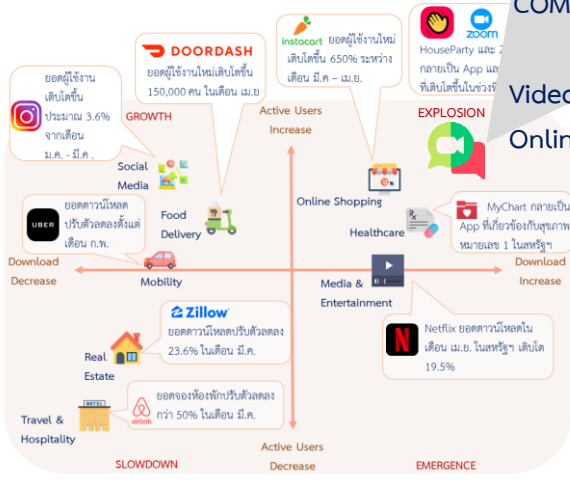 COM
DOORDASH
ยอดผู้ใช้งานใหม่เติบโตขึ้น
150,000 คน ในเดือน เม.ย
instacart ยอดผู้ใช้งานใหม่
เติบโตขึ้น 650% ระหว่าง
เดือน มี.ค – เม.ย.
zoom
HouseParty และ Z
กลายเป็น App และ
ที่เติบโตขึ้นในช่วงที่
ยอดผู้ใช้งาน
เติบโตขึ้น
ประมาณ 3.6%
จากเดือน
ม.ค. - มี.ค .
GROWTH
Active Users
Increase
EXPLOSION
Video
Onlin
Social
Media
Online Shopping
ยอดดาวน์โหลด
ปรับตัวลดลงตั้งแต่
เดือน ก.พ.
UBER
Food
Delivery
Healthcare
MyChart กลายเป็น
App ที่เกี่ยวข้องกับสุขภาพ
หมายเลข 1 ในสหรัฐฯ
Download
Decrease
Mobility
Media &
Entertainment
Download
Increase
Zillow
ยอดดาวน์โหลดปรับตัวลดลง
23.6% ในเดือน มี.ค.
Real
Estate
Netflix ยอดดาวน์โหลดใน
เดือน เม.ย. ในสหรัฐฯ เติบโต
19.5%
HOTEL
airbnb
ยอดจองห้องพักปรับตัวลดลง
กว่า 50% ในเดือน มี.ค.
Travel &
Hospitality
Active Users
Decrease
SLOWDOWN
EMERGENCE